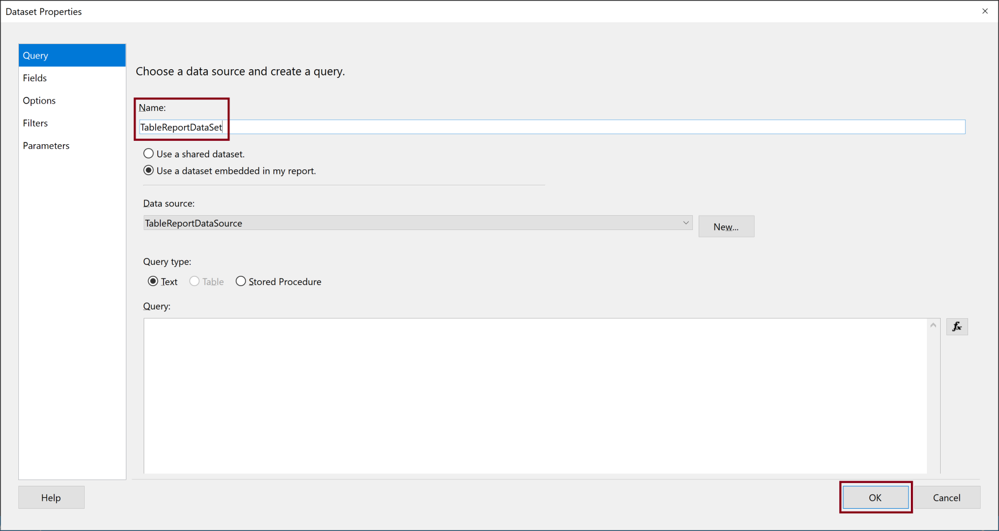 Dataset Properties
Query
Fields
Options
Filters
Parameters
Choose a data source and create a query.
Name:
TableReportDataSet
Use a shared dataset.
Use a dataset embedded in my report.
Data source:
TableReportDataSource
New...
Query type:
Text Table Stored Procedure
Query:
fx
Help
OK Cancel